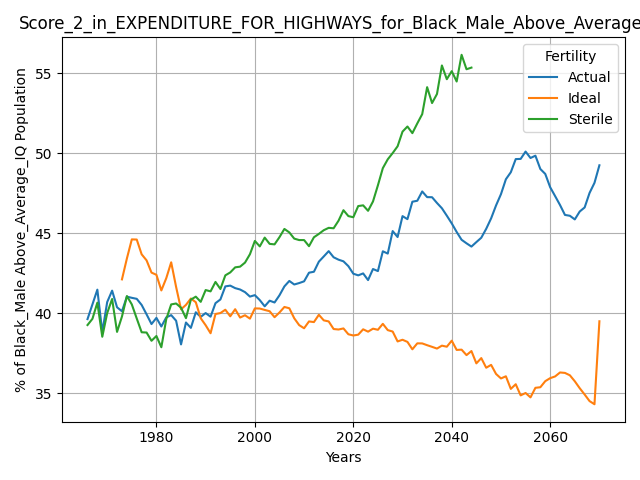 Score_2_in_EXPENDITURE_FOR_HIGHWAYS_for_Black_Male_Above_Average
% of Black_Male Above_Average_IQ Population
55
50
45
40
35
Fertility
Actual
Ideal
Sterile
1980
2000
2020
2040
2060
Years